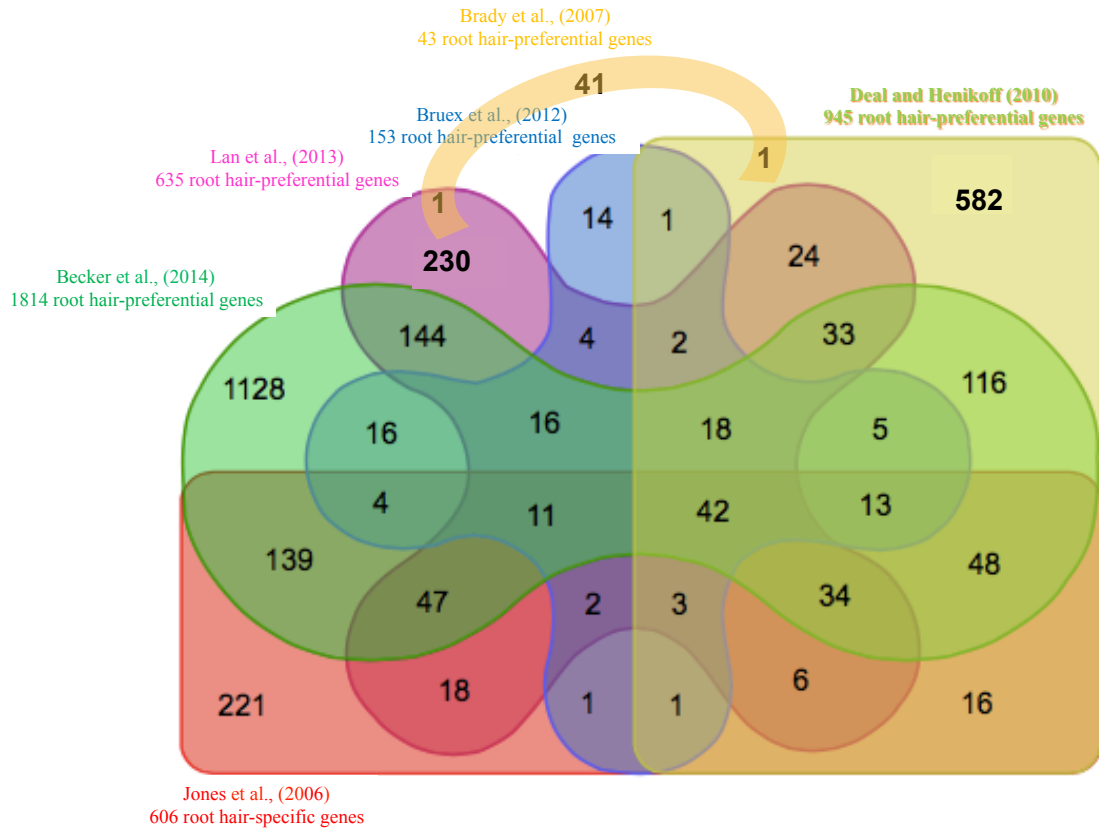 Brady et al., (2007)
43 root hair-preferential genes
41
Deal and Henikoff (2010)
945 root hair-preferential genes
Bruex et al., (2012)
153 root hair-preferential genes
Lan et al., (2013)
635 root hair-preferential genes
1
1
582
14
1
230
24
Becker et al., (2014)
1814 root hair-preferential genes
144
4
2
33
1128
116
16
16
18
5
4
11
42
13
139
48
47
2
3
34
221
18
1
1
6
16
Jones et al., (2006)
606 root hair-specific genes